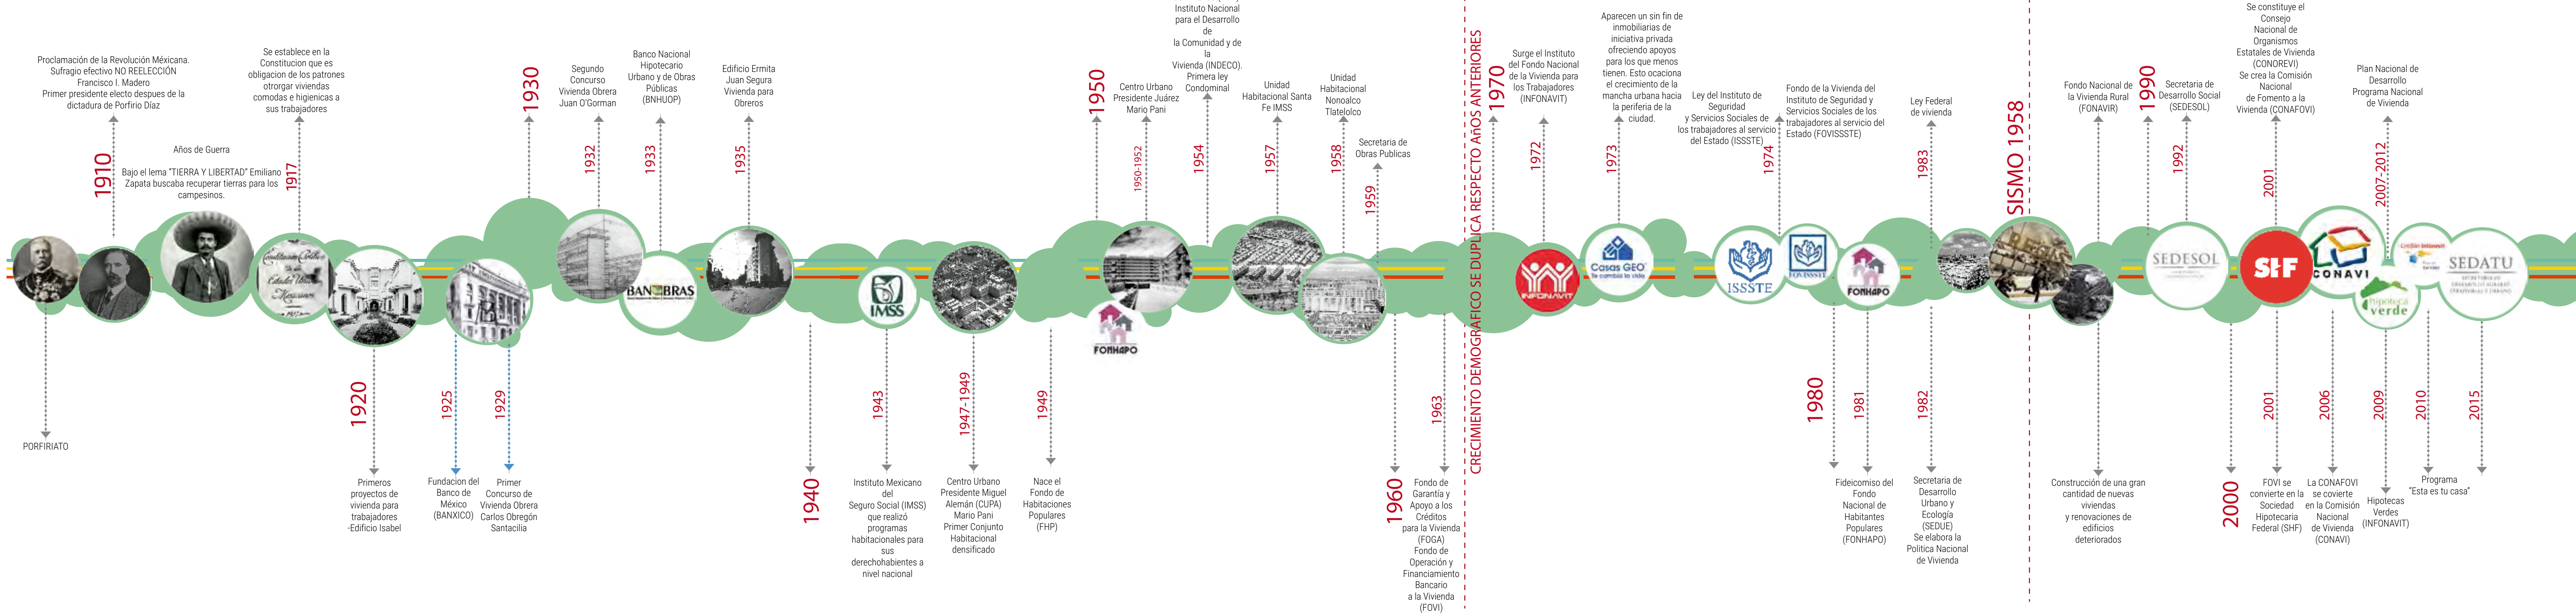 PORFIRIATO
1910
Proclamación de la Revolución Méxicana.
Sufragio efectivo NO REELECCIÓN
Francisco I. Madero
Primer presidente electo despues de la
dictadura de Porfirio Díaz
Años de Guerra
Bajo el lema "TIERRA Y LIBERTAD" Emiliano
Zapata buscaba recuperar tierras para los
campesinos.
1917
Se establece en la
Constitucion que es
obligacion de los patrones
otrorgar viviendas
comodas e higienicas a
sus trabajadores
1920
Primeros
proyectos de
vivienda para
trabajadores
-Edificio Isabel
1925
Fundacion del
Banco de
México
(BANXICO)
1929
Primer
Concurso de
Vivienda Obrera
Carlos Obregón
Santacilia
1930
1932
Segundo
Concurso
Vivienda Obrera
Juan O'Gorman
1933
Banco Nacional
Hipotecario
Urbano y de Obras
Públicas
(BNHUOP)
BANOBRAS
1935
Edificio Ermita
Juan Segura
Vivienda para
Obreros
1940
1943
IMSS
Instituto Mexicano
del
Seguro Social (IMSS)
que realizó
programas
habitacionales para
sus
derechohabientes a
nivel nacional
1947-1949
Centro Urbano
Presidente Miguel
Alemán (CUPA)
Mario Pani
Primer Conjunto
Habitacional
densificado
1949
Nace el
Fondo de
Habitaciones
Populares
(FHP)
FONHAPO
1950
1950-1952
Centro Urbano
Presidente Juárez
Mario Pani
1954
Instituto Nacional
para el Desarrollo
de
la Comunidad y de
la
Vivienda (INDECO).
Primera ley
Condominal
1957
Unidad
Habitacional Santa
Fe IMSS
1958
Unidad
Habitacional
Nonoalco
Tlatelolco
1959
Secretaria de
Obras Publicas
1960
1963
Fondo de
Garantía y
Apoyo a los
Créditos
para la Vivienda
(FOGA)
Fondo de
Operación y
Financiamiento
Bancario
a la Vivienda
(FOVI)
CRECIMIENTO DEMOGRAFICO SE DUPLICA RESPECTO AñOS ANTERIORES
1970
1972
Surge el Instituto
del Fondo Nacional
de la Vivienda para
los Trabajadores
(INFONAVIT)
INFONAVIT
1973
Aparecen un sin fin de
inmobiliarias de
iniciativa privada
ofreciendo apoyos
para los que menos
tienen. Esto ocaciona
el crecimiento de la
mancha urbana hacia
la periferia de la
ciudad.
Casas GEO
Te cambia la vida
Ley del Instituto de
Seguridad
y Servicios Sociales de
los trabajadores al servicio
del Estado (ISSSTE)
1974
ISSSTE
Fondo de la Vivienda del
Instituto de Seguridad y
Servicios Sociales de los
trabajadores al servicio del
Estado (FOVISSSTE)
FOVISSSTE
1980
1981
FONHAPO
Fideicomiso del
Fondo
Nacional de
Habitantes
Populares
(FONHAPO)
1982
Secretaria de
Desarrollo
Urbano y
Ecología
(SEDUE)
Se elabora la
Politica Nacional
de Vivienda
1983
Ley Federal
de vivienda
SISMO 1958
Fondo Nacional de
la Vivienda Rural
(FONAVIR)
Construcción de una gran
cantidad de nuevas
viviendas
y renovaciones de
edificios
deteriorados
1990
1992
Secretaria de
Desarrollo Social
(SEDESOL)
SEDESOL
2000
2001
Se constituye el
Consejo
Nacional de
Organismos
Estatales de Vivienda
(CONOREVI)
Se crea la Comisión
Nacional
de Fomento a la
Vivienda (CONAFOVI)
SHF
2001
FOVI se
convierte en la
Sociedad
Hipotecaria
Federal (SHF)
2006
CONAVI
La CONAFOVI
se covierte
en la Comisión
Nacional
de Vivienda
(CONAVI)
2007-2012
Plan Nacional de
Desarrollo
Programa Nacional
de Vivienda
hipoteca
verde
2009
Hipotecas
Verdes
(INFONAVIT)
2010
Programa
"Esta es tu casa"
SEDATU
2015